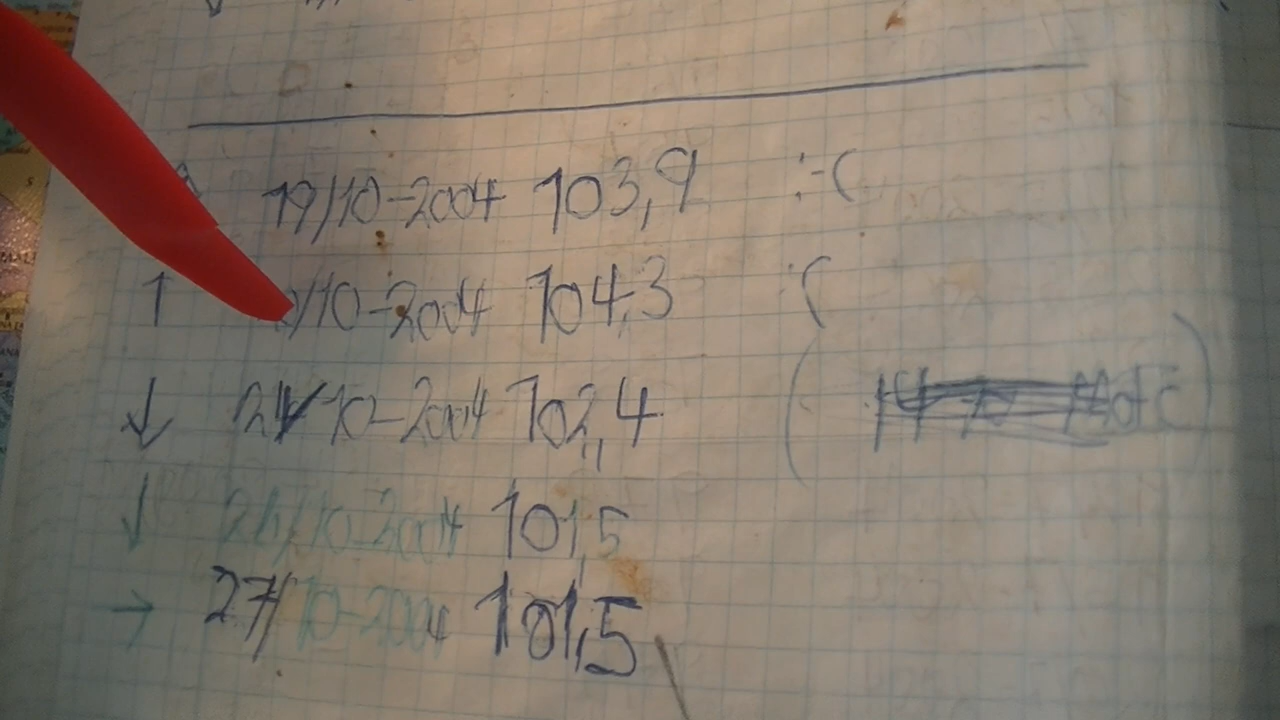 ↑ 19/10-2004 103,9 :-(
↑ /10-2004 104,3 :(
↓ 10-2004 102,4
↓ /10-2004 101,5
→ 27/10-2004 101,5